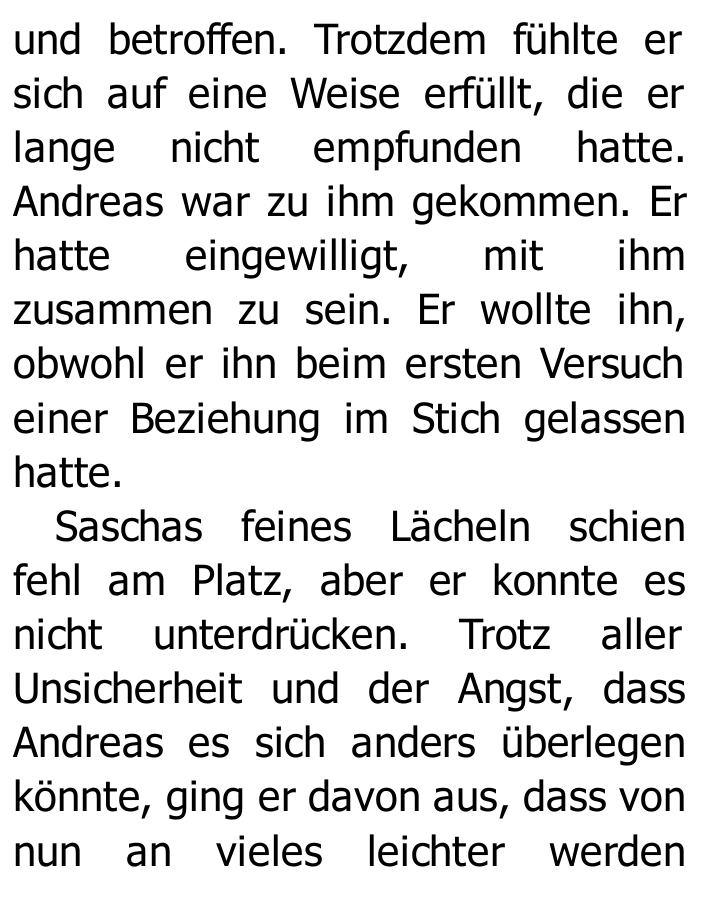 und betroffen. Trotzdem fühlte er
sich auf eine Weise erfüllt, die er
lange nicht empfunden hatte.
Andreas war zu ihm gekommen. Er
hatte eingewilligt, mit ihm
zusammen zu sein. Er wollte ihn,
obwohl er ihn beim ersten Versuch
einer Beziehung im Stich gelassen
hatte.
Saschas feines Lächeln schien
fehl am Platz, aber er konnte es
nicht unterdrücken. Trotz aller
Unsicherheit und der Angst, dass
Andreas es sich anders überlegen
könnte, ging er davon aus, dass von
nun an vieles leichter werden